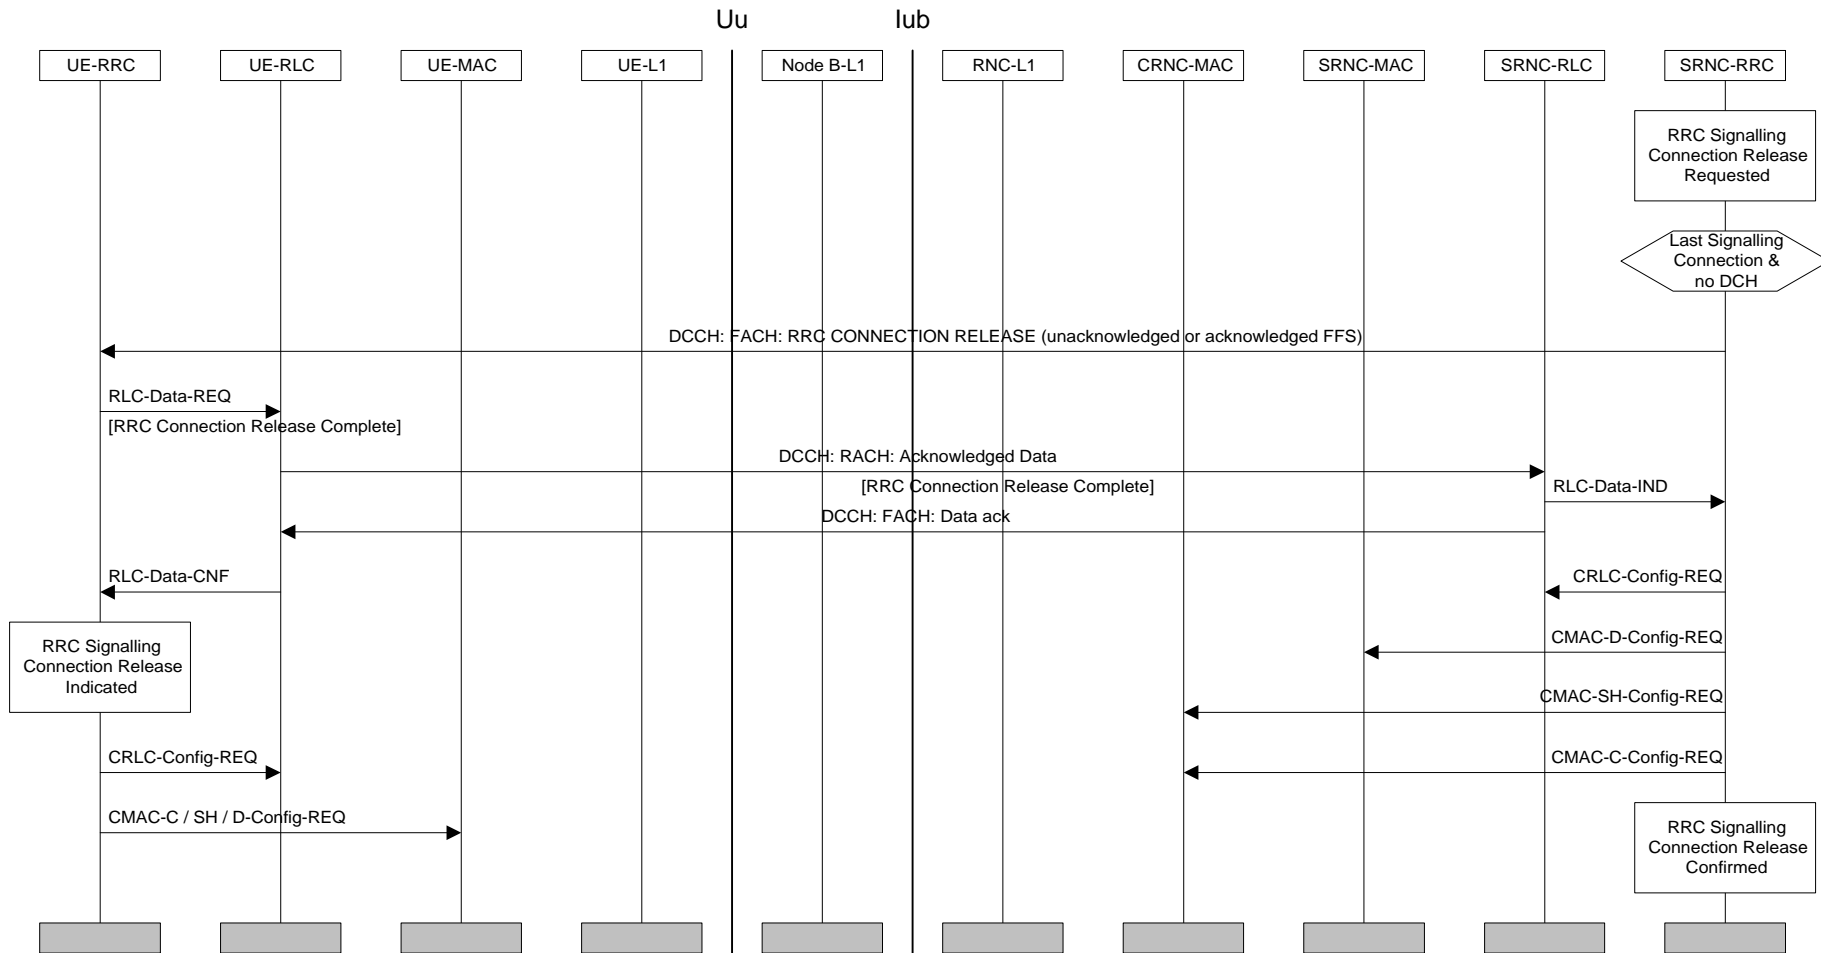 Uu
Iub
UE-RRC
UE-RLC
UE-MAC
UE-L1
Node B-L1
RNC-L1
CRNC-MAC
SRNC-MAC
SRNC-RLC
SRNC-RRC
RRC Signalling
Connection Release
Requested
Last Signalling
Connection &
no DCH
DCCH: FACH: RRC CONNECTION RELEASE (unacknowledged or acknowledged FFS)
RLC-Data-REQ
[RRC Connection Release Complete]
DCCH: RACH: Acknowledged Data
[RRC Connection Release Complete]
RLC-Data-IND
DCCH: FACH: Data ack
RLC-Data-CNF
CRLC-Config-REQ
RRC Signalling
Connection Release
Indicated
CMAC-D-Config-REQ
CMAC-SH-Config-REQ
CRLC-Config-REQ
CMAC-C-Config-REQ
CMAC-C / SH / D-Config-REQ
RRC Signalling
Connection Release
Confirmed